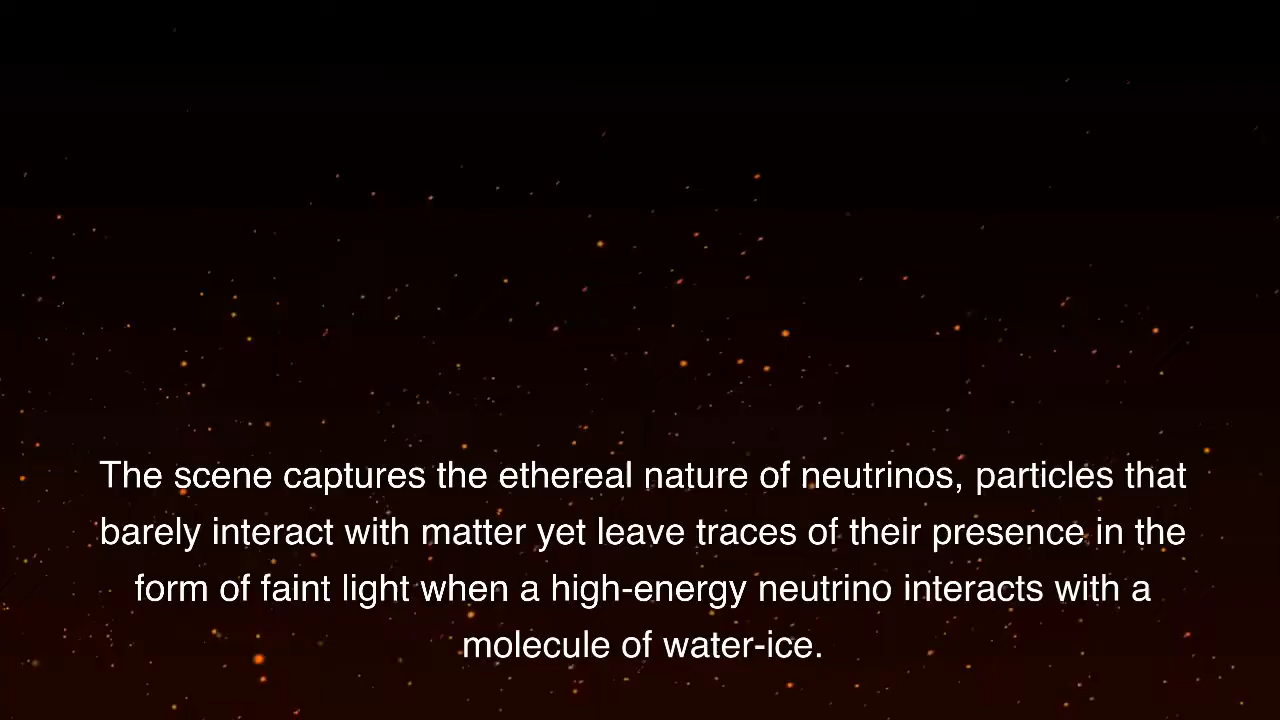 The scene captures the ethereal nature of neutrinos, particles that
barely interact with matter yet leave traces of their presence in the
form of faint light when a high-energy neutrino interacts with a
molecule of water-ice.